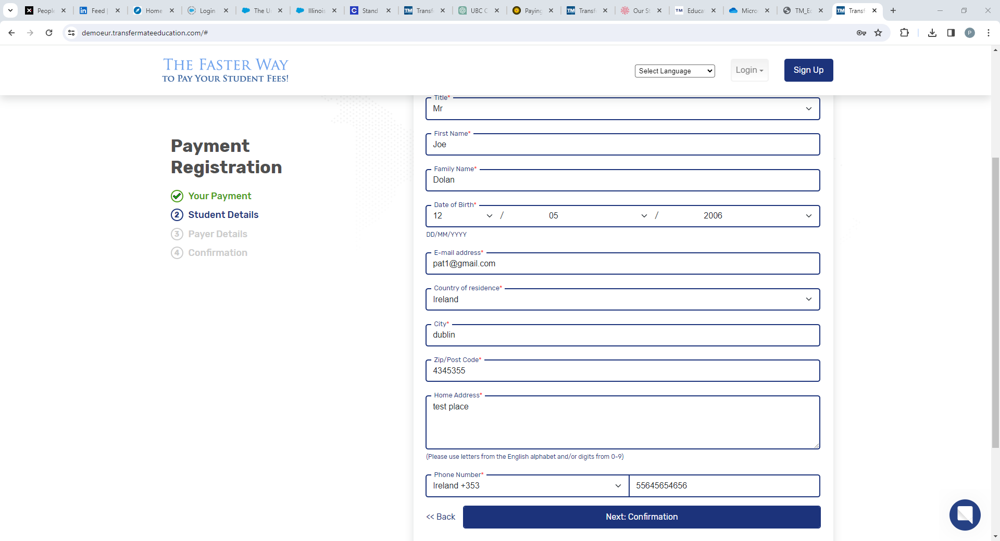 People
Feed
Home
Login
The Ur
Illinois
Stand
Transfe
UBC C
Paying
Transfe
Our St
Educa
Micro
TM_Ec
Transf
demoeur.transfermateeducation.com/#
P
THE FASTER WAY
TO PAY YOUR STUDENT FEES!
Select Language
Login
Sign Up
Payment
Registration
Your Payment
2 Student Details
3 Payer Details
4 Confirmation
Title*
Mr
First Name*
Joe
Family Name*
Dolan
Date of Birth*
12 / 05 / 2006
DD/MM/YYYY
E-mail address*
pat1@gmail.com
Country of residence*
Ireland
City*
dublin
Zip/Post Code*
4345355
Home Address*
test place
(Please use letters from the English alphabet and/or digits from 0-9)
Phone Number*
Ireland +353 55645654656
<< Back Next: Confirmation